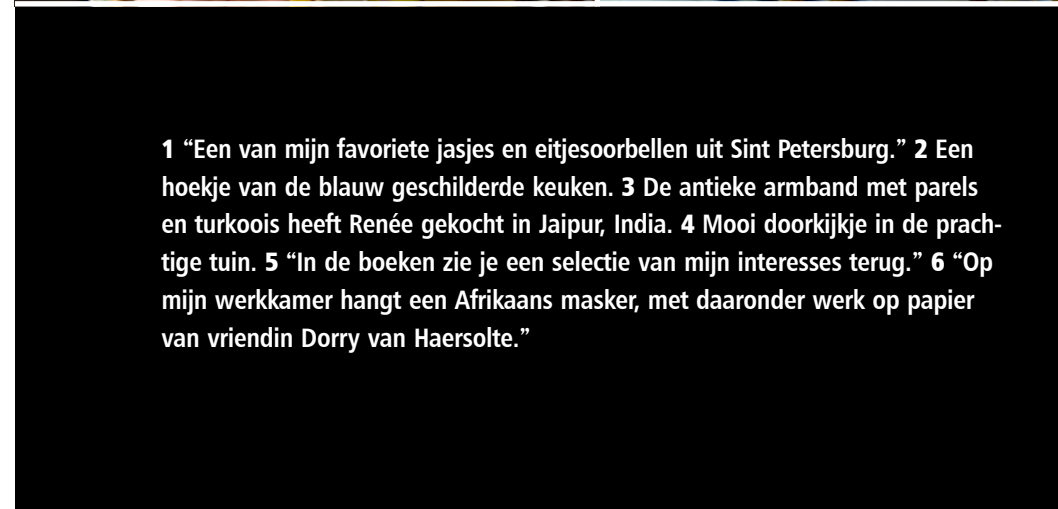 1 “Een van mijn favoriete jasjes en eitjesoorbellen uit Sint Petersburg.” 2 Een
hoekje van de blauw geschilderde keuken. 3 De antieke armband met parels
en turkoois heeft Renée gekocht in Jaipur, India. 4 Mooi doorkijkje in de prach-
tige tuin. 5 “In de boeken zie je een selectie van mijn interesses terug.” 6 “Op
mijn werkkamer hangt een Afrikaans masker, met daaronder werk op papier
van vriendin Dorry van Haersolte.”